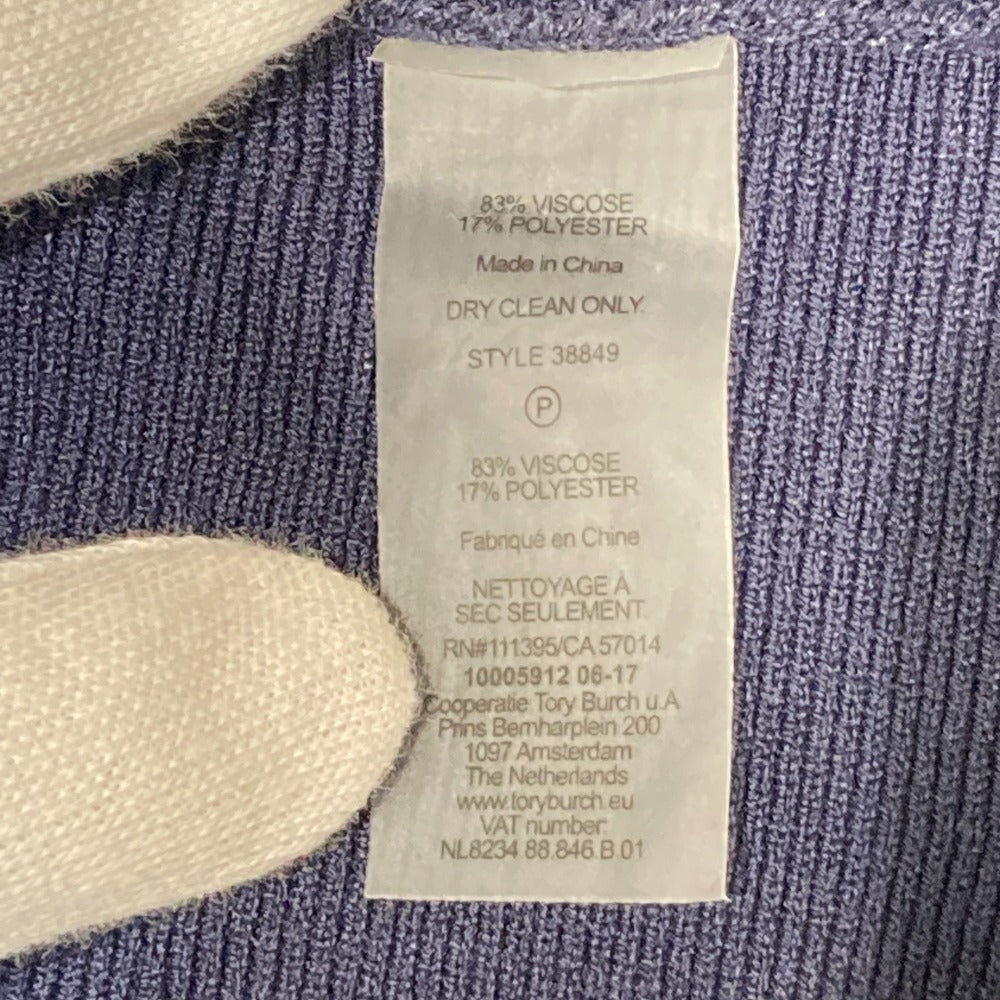 83% VISCOSE
17% POLYESTER
Made in China
DRY CLEAN ONLY.
STYLE 38849
P
83% VISCOSE
17% POLYESTER
Fabriqué en Chine
NETTOYAGE À
SEC SEULEMENT.
RN#111395/CA 57014
10005912 06-17
Cooperatie Tory Burch u.A
Prins Bernharplein 200
1097 Amsterdam
The Netherlands
www.toryburch.eu
VAT number:
NL8234.88.846.B.01